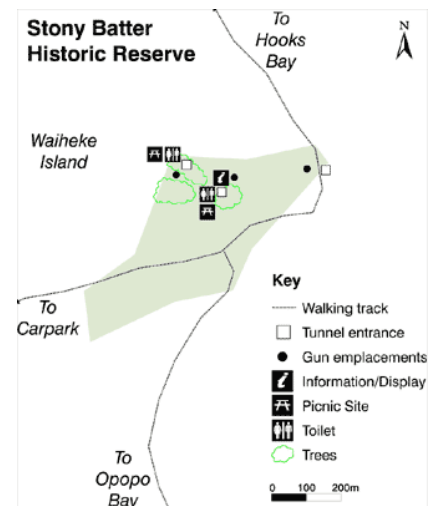 Stony Batter
Historic Reserve
To
Hooks
Bay
N
Waiheke
Island
i
To
Carpark
To
Opopo
Bay
Key
Walking track
Tunnel entrance
Gun emplacements
i
Information/Display
Picnic Site
Toilet
Trees
0 100 200m